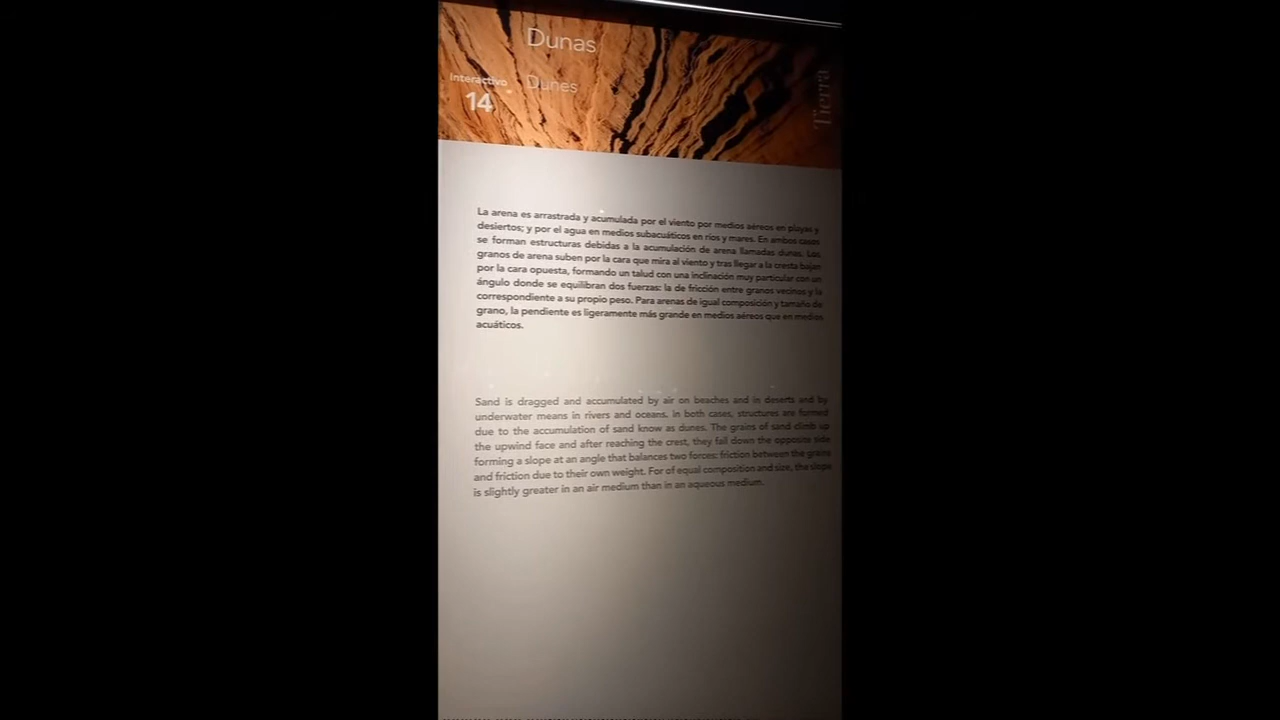 Dunas
Dunes
Interactivo
14
Tierra
La arena es arrastrada y acumulada por el viento por medios aéreos en playas y
desiertos; y por el agua en medios subacuáticos en ríos y mares. En ambos casos
se forman estructuras debidas a la acumulación de arena llamadas dunas. Los
granos de arena suben por la cara que mira al viento y tras llegar a la cresta bajan
por la cara opuesta, formando un talud con una inclinación muy particular con un
ángulo donde se equilibran dos fuerzas: la de fricción entre granos vecinos y la
correspondiente a su propio peso. Para arenas de igual composición y tamaño de
grano, la pendiente es ligeramente más grande en medios aéreos que en medios
acuáticos.
Sand is dragged and accumulated by air on beaches and in deserts and by
underwater means in rivers and oceans. In both cases, structures are formed
due to the accumulation of sand know as dunes. The grains of sand climb up
the upwind face and after reaching the crest, they fall down the opposite side
forming a slope at an angle that balances two forces: friction between the grains
and friction due to their own weight. For of equal composition and size, the slope
is slightly greater in an air medium than in an aqueous medium.